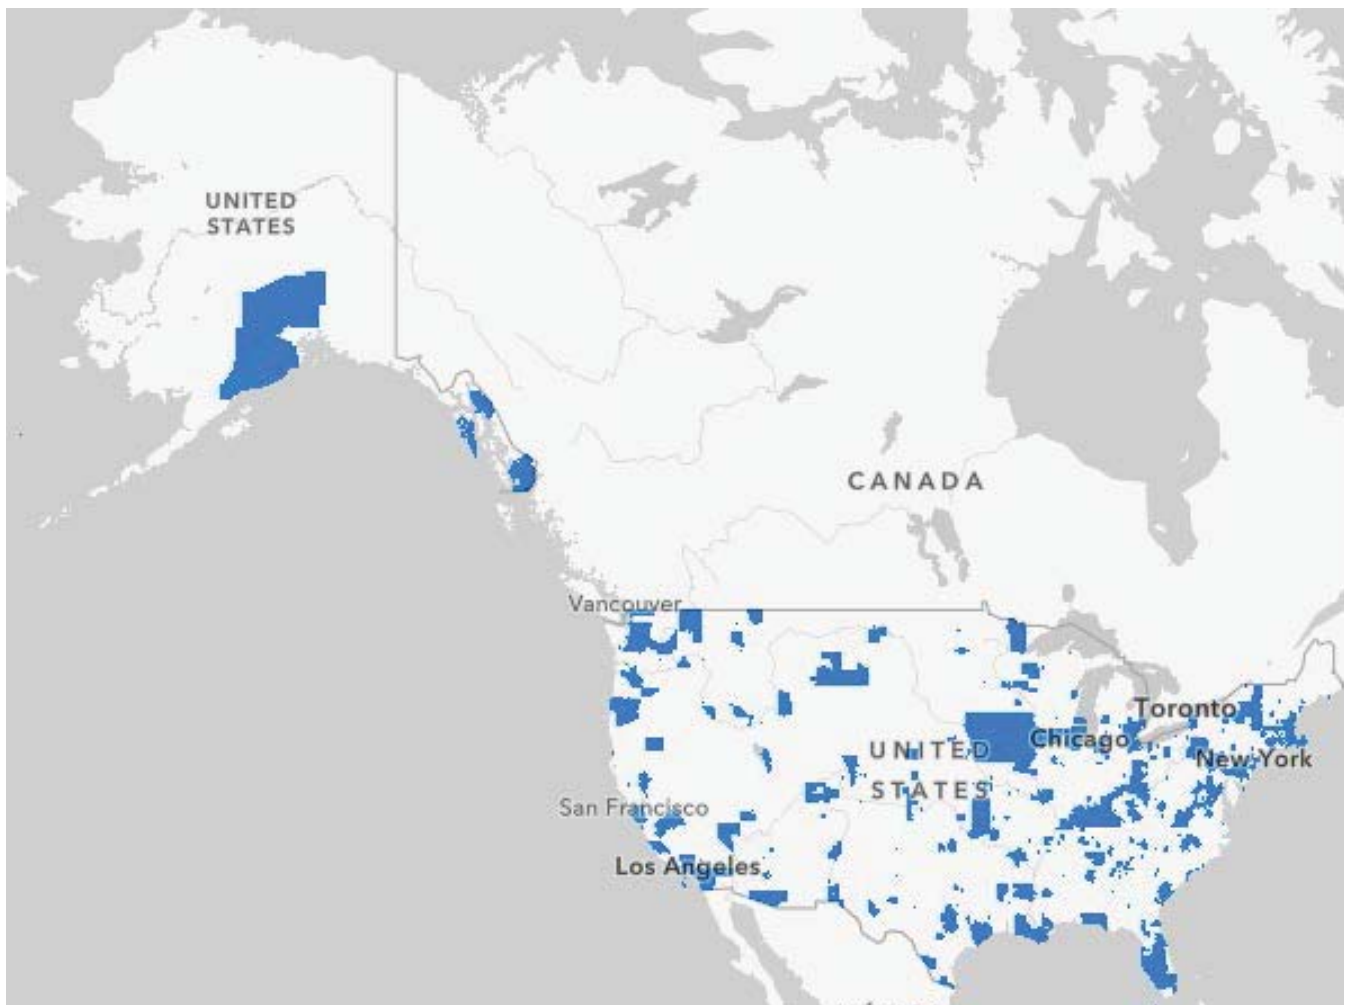 UNITED
STATES
CANADA
Vancouver
Toronto
Chicago
UNITED
New York
STATES
San Francisco
Los Angeles